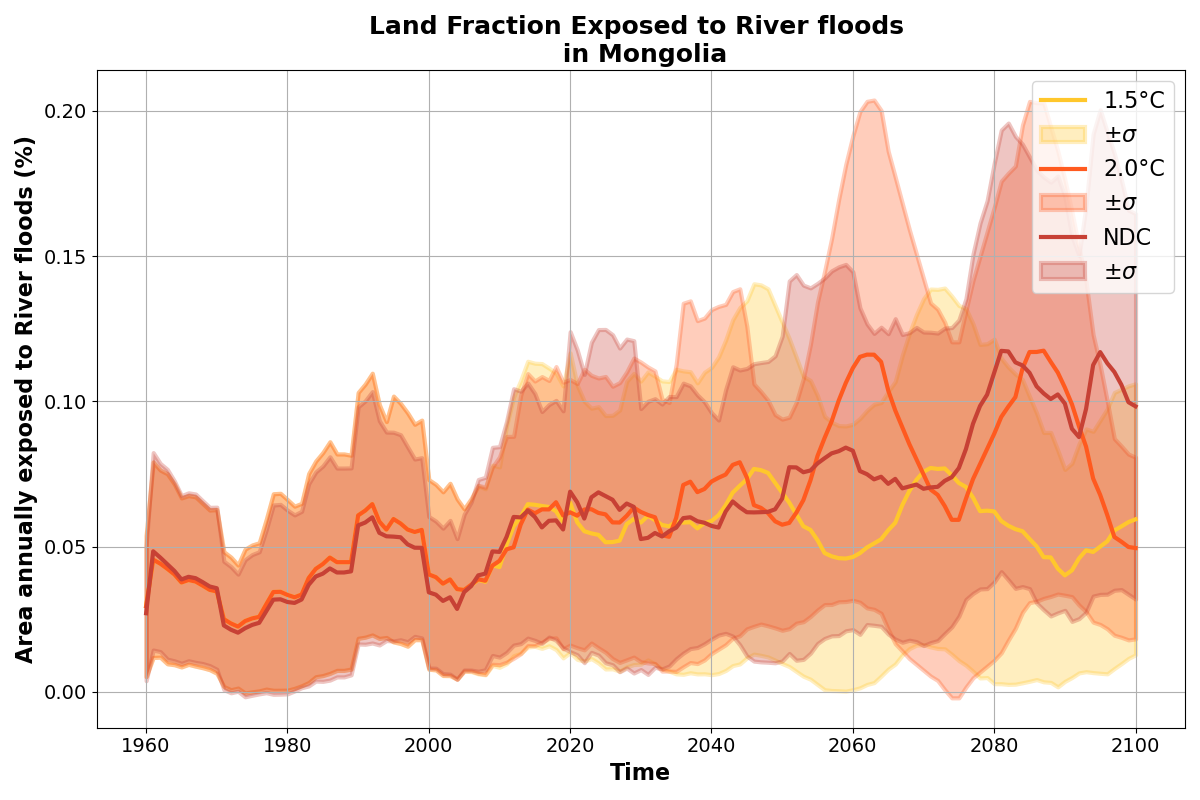 Land Fraction Exposed to River floods
in Mongolia
Area annually exposed to River floods (%)
0.20
0.15
0.10
0.05
0.00
1960
1980
2000
2020
2040
2060
2080
2100
Time
1.5°C
±σ
2.0°C
±σ
NDC
±σ